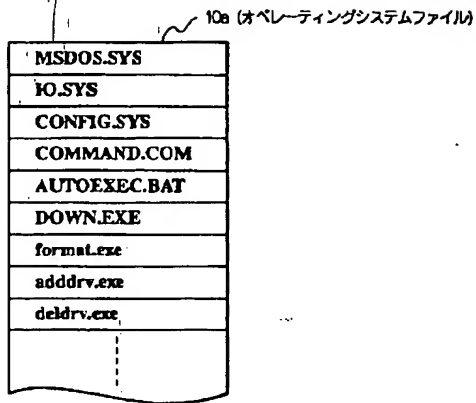 10a (オペレーティングシステムファイル)
MSDOS.SYS
IO.SYS
CONFIG.SYS
COMMAND.COM
AUTOEXEC.BAT
DOWN.EXE
format.exe
adddrv.exe
deldrv.exe